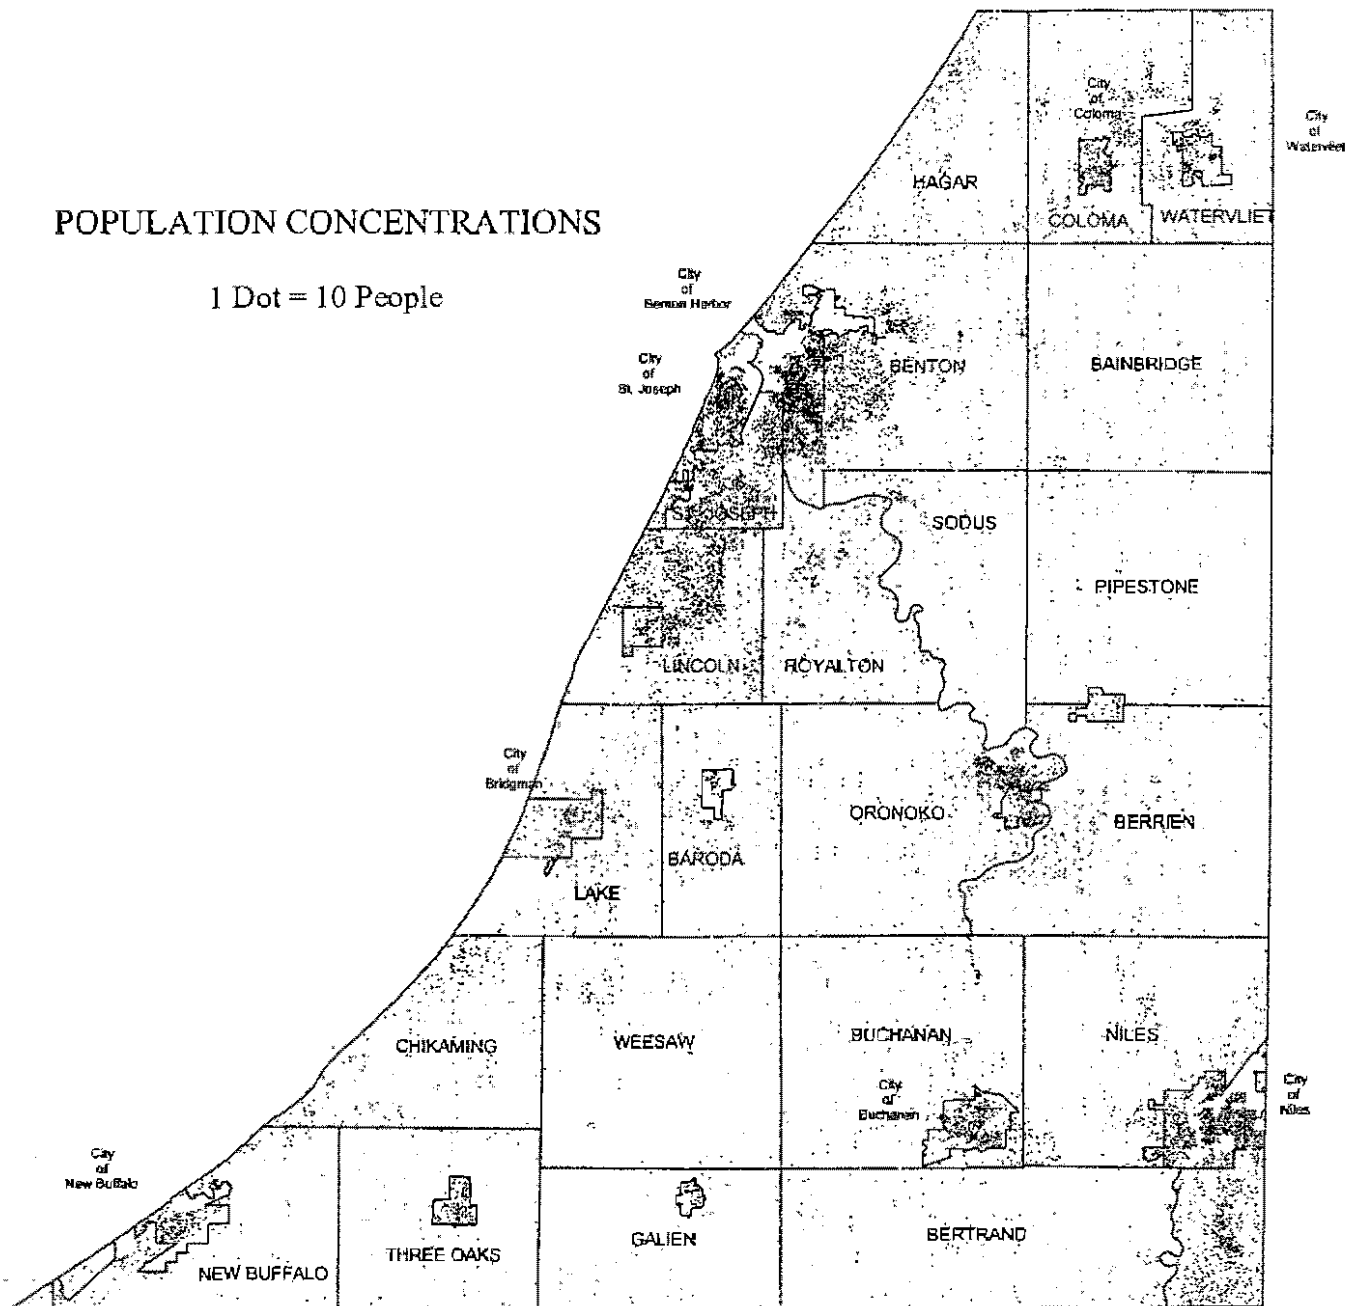 City
of
Coloma
City
of
Watervliet
HAGAR
COLOMA
WATERVLIET
POPULATION CONCENTRATIONS
1 Dot = 10 People
City
of
Benton Harbor
City
of
St. Joseph
BENTON
BAINBRIDGE
ST. JOSEPH
SODUS
PIPESTONE
LINCOLN
ROYALTON
City
of
Bridgman
ORONOKO
BERRIEN
BARODA
LAKE
CHIKAMING
WEESAW
BUCHANAN
NILES
City
of
Buchanan
City
of
Niles
City
of
New Buffalo
GALIEN
BERTRAND
THREE OAKS
NEW BUFFALO